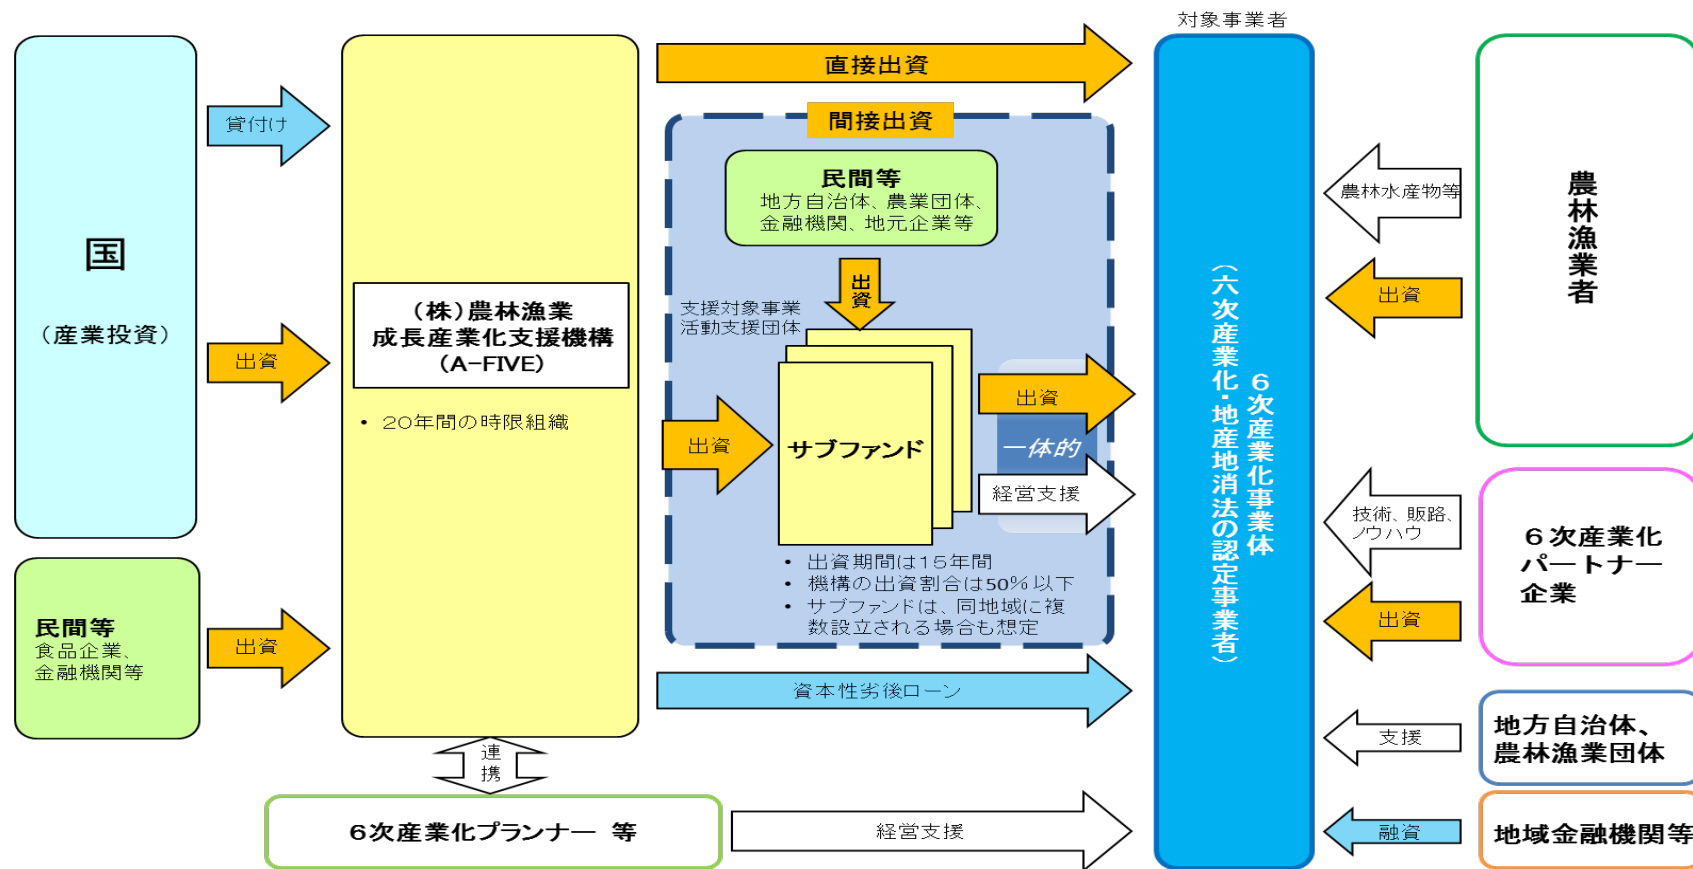 対象事業者
国
（産業投資）
貸付け
出資
民間等
食品企業、
金融機関等
出資
（株）農林漁業
成長産業化支援機構
（A-FIVE）
• 20年間の時限組織
直接出資
間接出資
民間等
地方自治体、農業団体、
金融機関、地元企業等
出資
支援対象事業
活動支援団体
出資
サブファンド
出資
一体的
経営支援
• 出資期間は15年間
• 機構の出資割合は50％以下
• サブファンドは、同地域に複
数設立される場合も想定
資本性劣後ローン
連携
6次産業化プランナー 等
経営支援
６次産業化事業体
（六次産業化・地産地消法の認定事業者）
農林水産物等
出資
農林漁業者
技術、販路、
ノウハウ
出資
６次産業化
パートナー
企業
支援
地方自治体、
農林漁業団体
融資
地域金融機関等